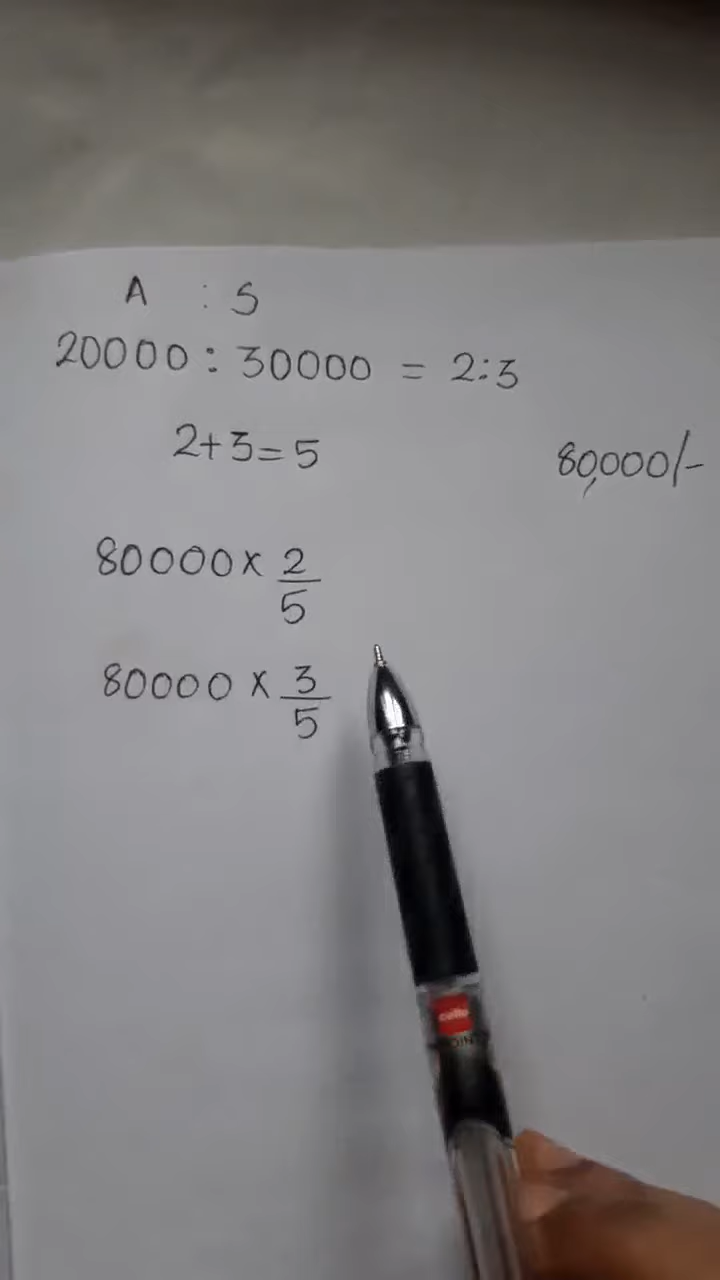 A : S
20000 : 30000 = 2:3
2+3=5
80,000/-
80000 x 2/5
80000 x 3/5
cello